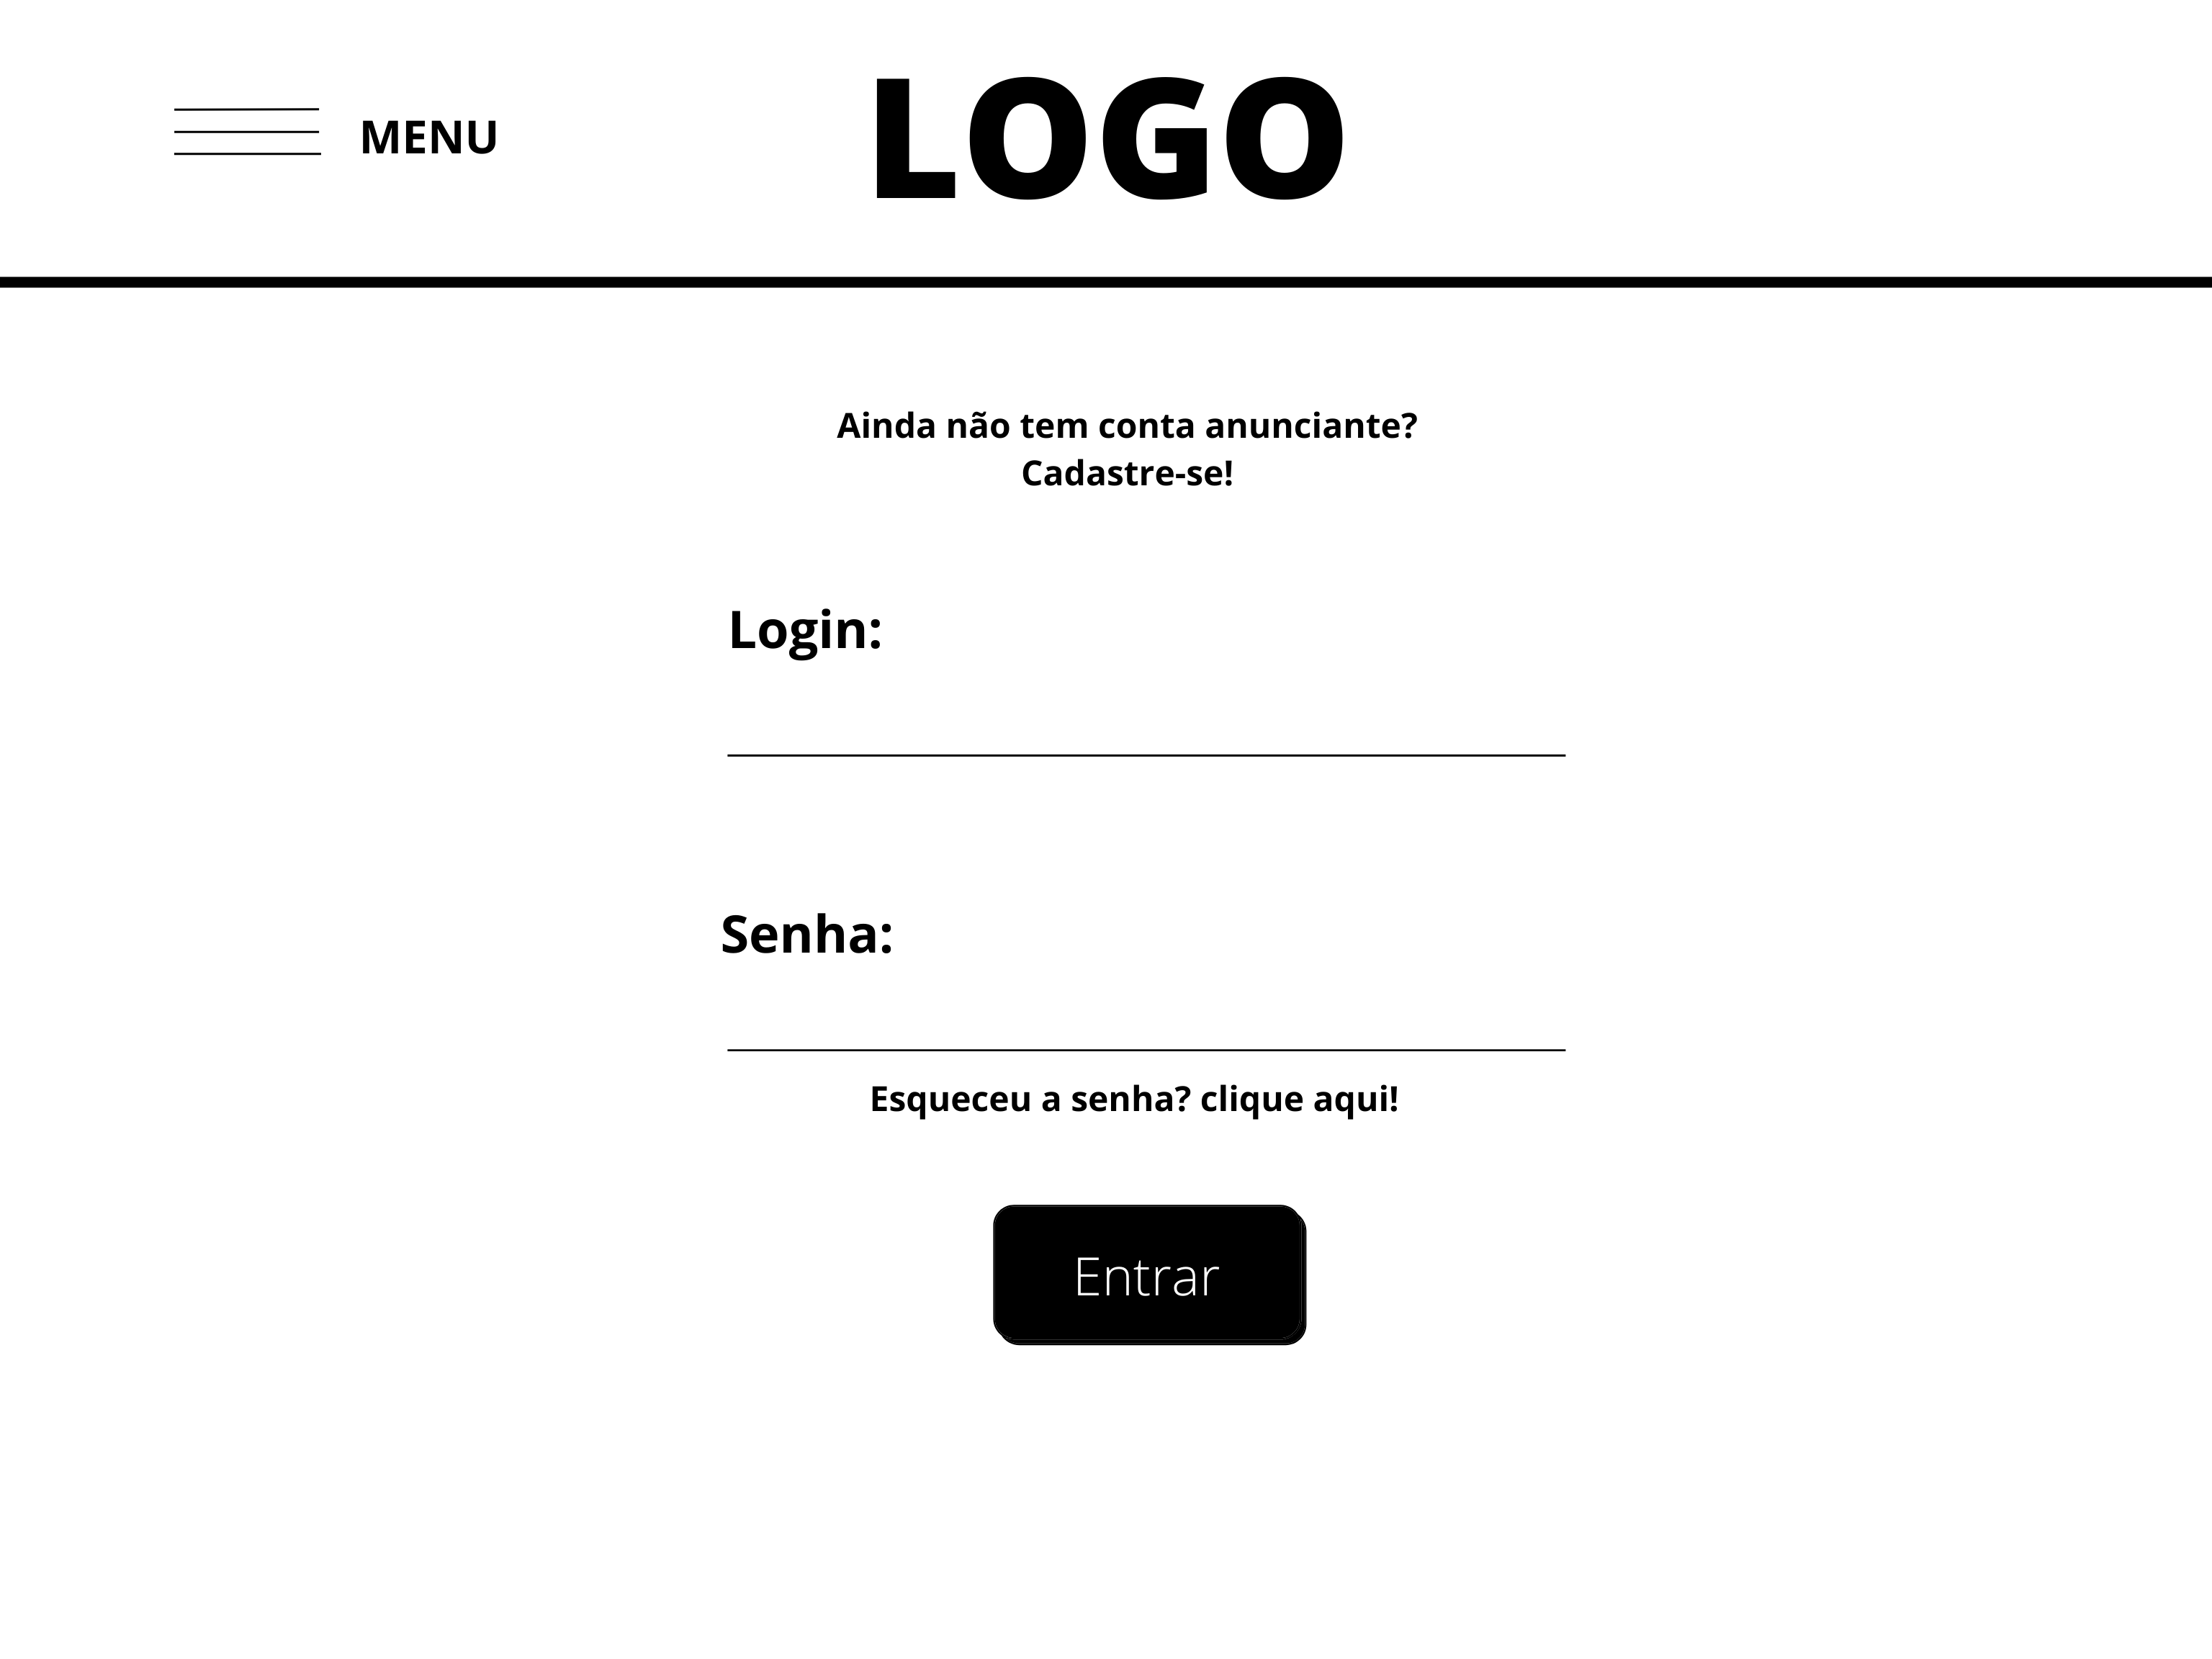 MENU
LOGO
Ainda não tem conta anunciante?
Cadastre-se!
Login:
Senha:
Esqueceu a senha? clique aqui!
Entrar